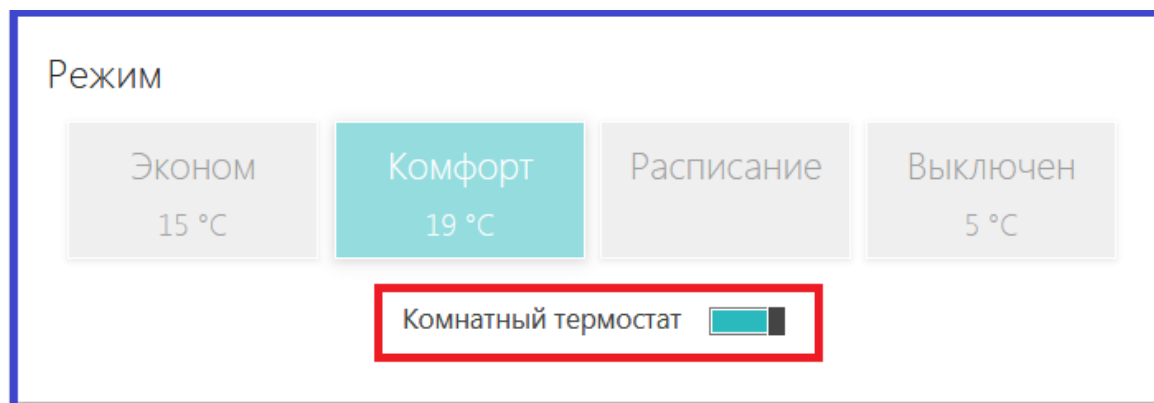 Режим
Эконом Комфорт Расписание Выключен
15 °C 19 °C 5 °C
Комнатный термостат